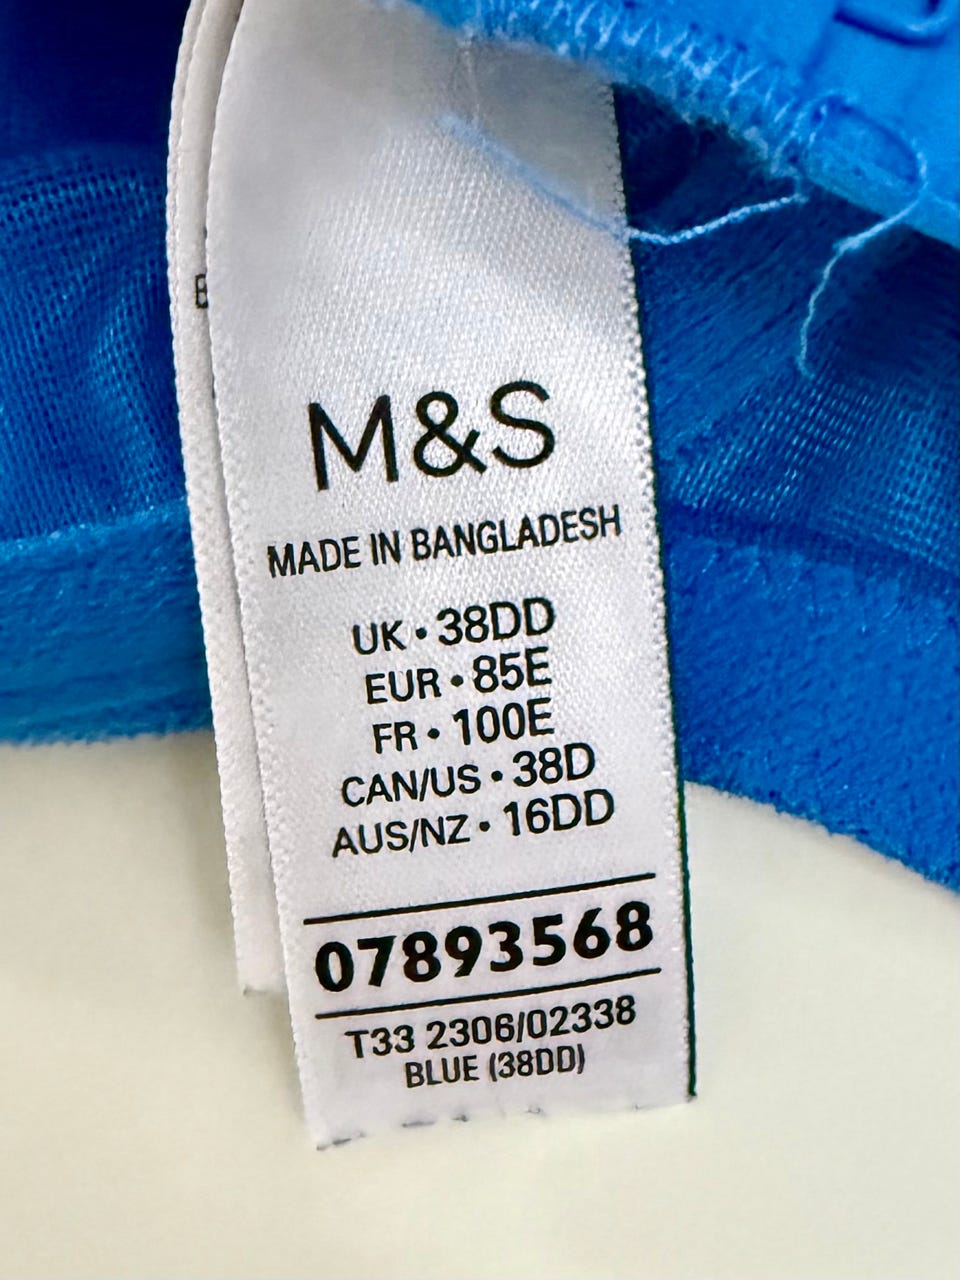 M&S
MADE IN BANGLADESH
UK • 38DD
EUR • 85E
FR • 100E
CAN/US • 38D
AUS/NZ • 16DD
07893568
T33 2306/02338
BLUE (38DD)